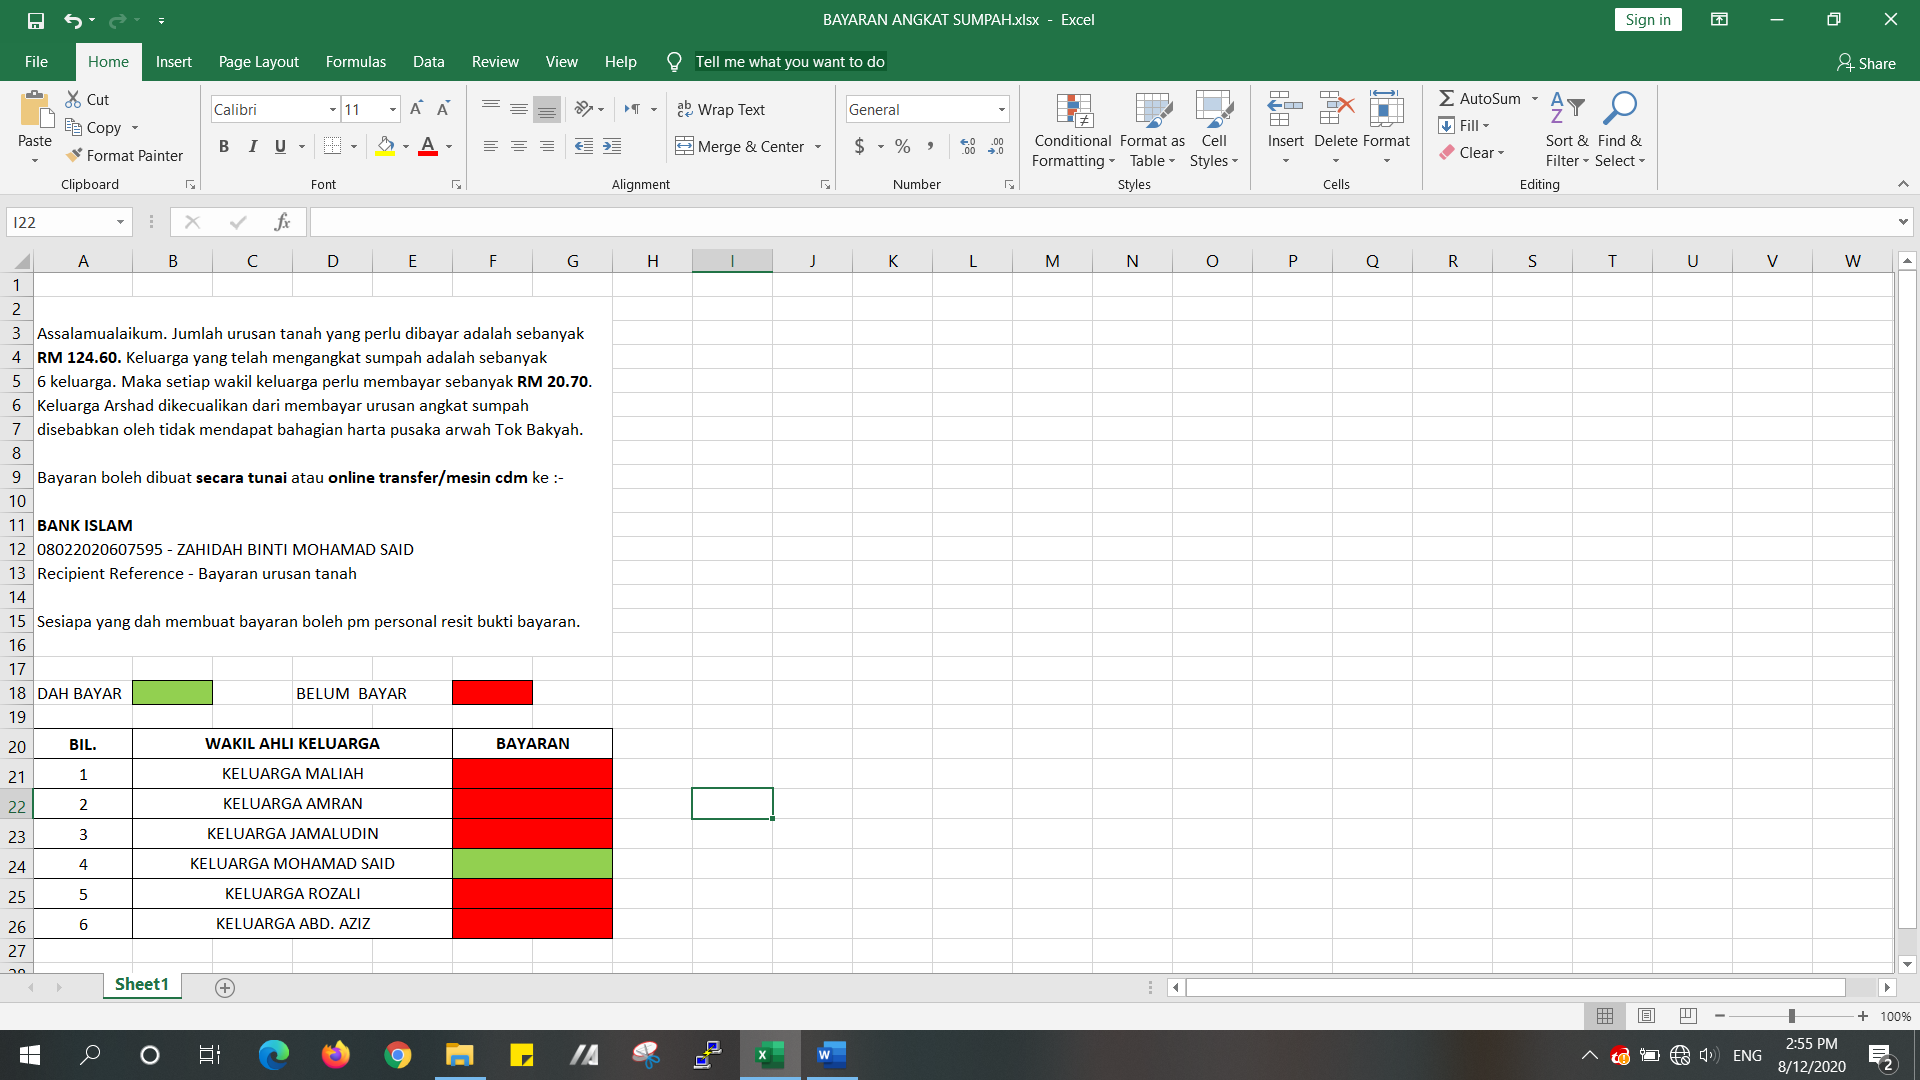 BAYARAN ANGKAT SUMPAH.xlsx - Excel
Sign in
File Home Insert Page Layout Formulas Data Review View Help Tell me what you want to do Share
Paste
Cut
Copy
Format Painter
Clipboard
Calibri 11
B I U
Font
Wrap Text
Merge & Center
Alignment
General
$ % ,
Number
Conditional Formatting
Format as Table
Cell Styles
Styles
Insert Delete Format
Cells
AutoSum
Fill
Clear
Sort & Filter
Find & Select
Editing
I22
fx
A B C D E F G H I J K L M N O P Q R S T U V W
1
2
3 Assalamualaikum. Jumlah urusan tanah yang perlu dibayar adalah sebanyak
4 RM 124.60. Keluarga yang telah mengangkat sumpah adalah sebanyak
5 6 keluarga. Maka setiap wakil keluarga perlu membayar sebanyak RM 20.70.
6 Keluarga Arshad dikecualikan dari membayar urusan angkat sumpah
7 disebabkan oleh tidak mendapat bahagian harta pusaka arwah Tok Bakyah.
8
9 Bayaran boleh dibuat secara tunai atau online transfer/mesin cdm ke :-
10
11 BANK ISLAM
12 08022020607595 - ZAHIDAH BINTI MOHAMAD SAID
13 Recipient Reference - Bayaran urusan tanah
14
15 Sesiapa yang dah membuat bayaran boleh pm personal resit bukti bayaran.
16
17
18 DAH BAYAR BELUM BAYAR
19
20 BIL. WAKIL AHLI KELUARGA BAYARAN
21 1 KELUARGA MALIAH
22 2 KELUARGA AMRAN
23 3 KELUARGA JAMALUDIN
24 4 KELUARGA MOHAMAD SAID
25 5 KELUARGA ROZALI
26 6 KELUARGA ABD. AZIZ
27
Sheet1
100%
ENG
2:55 PM
8/12/2020
2